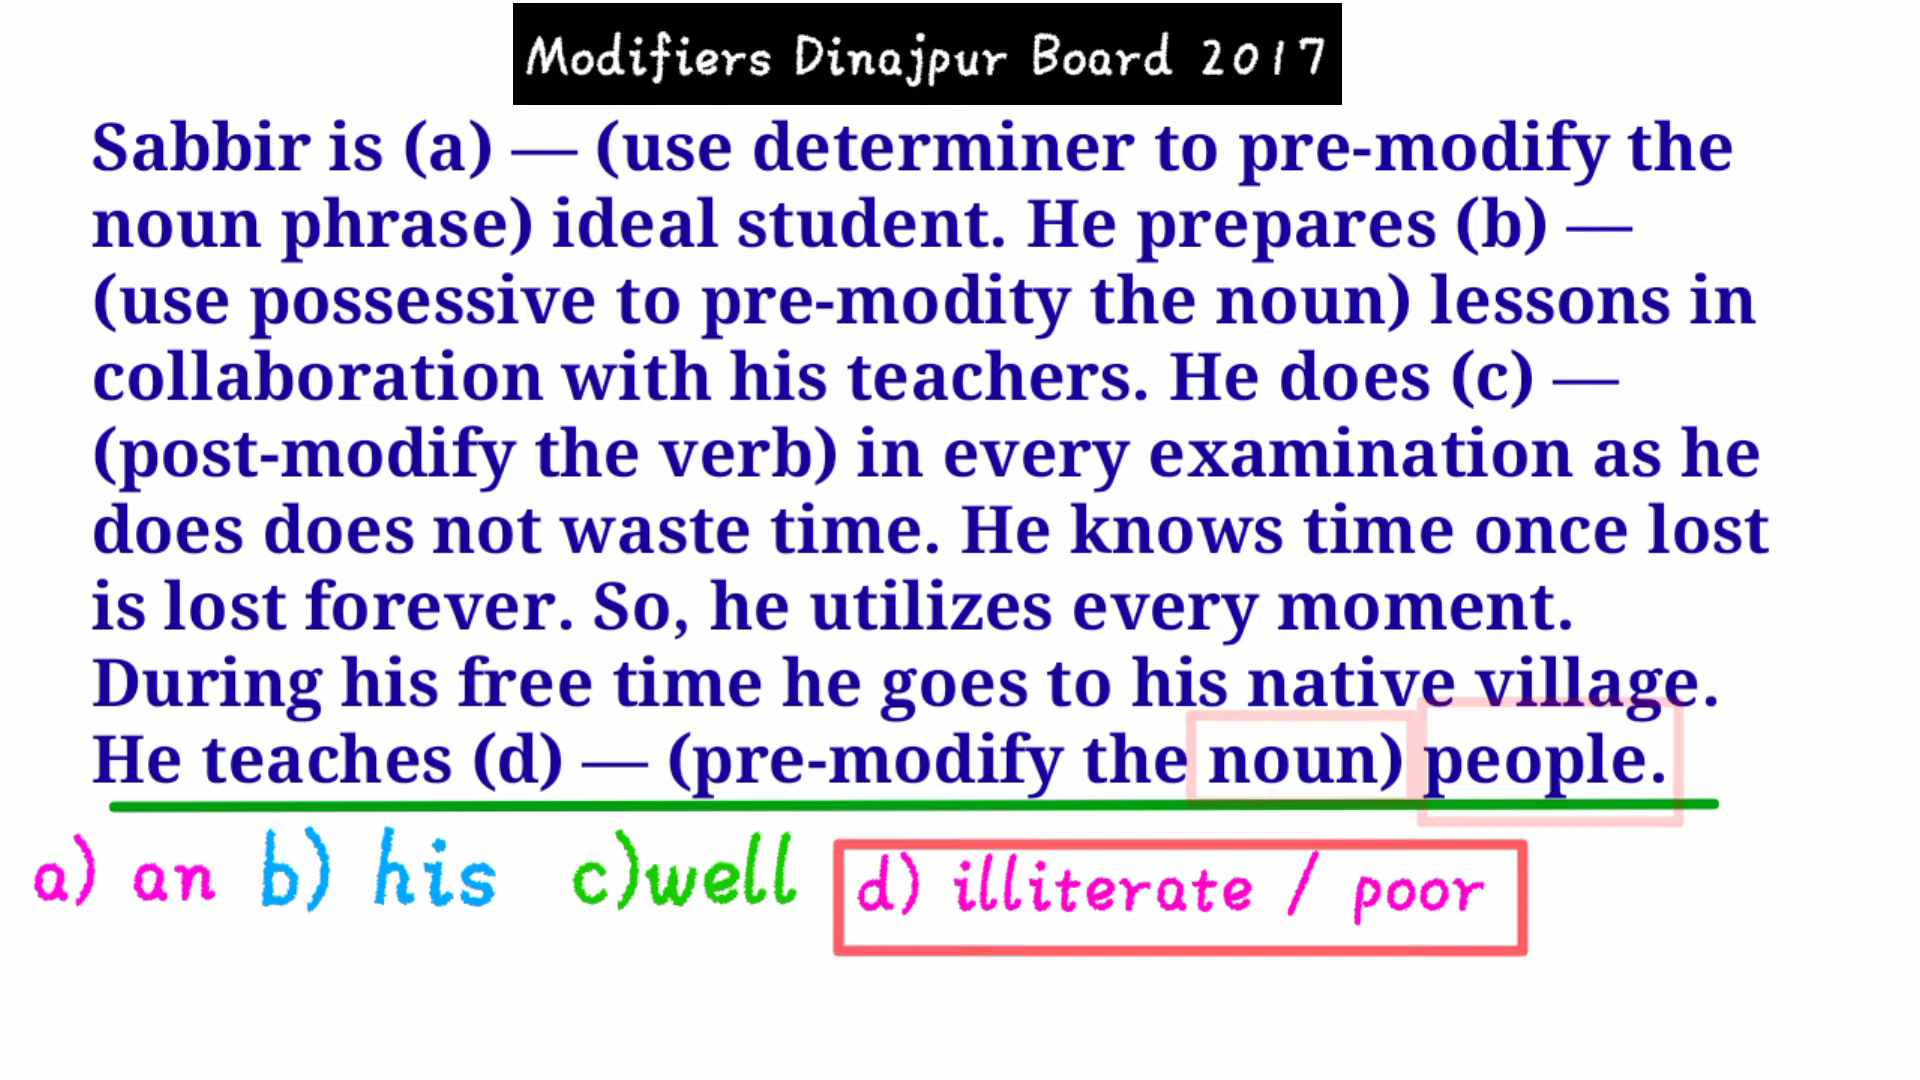 Modifiers Dinajpur Board 2017
Sabbir is (a) — (use determiner to pre-modify the
noun phrase) ideal student. He prepares (b) —
(use possessive to pre-modity the noun) lessons in
collaboration with his teachers. He does (c) —
(post-modify the verb) in every examination as he
does does not waste time. He knows time once lost
is lost forever. So, he utilizes every moment.
During his free time he goes to his native village.
He teaches (d) — (pre-modify the noun) people.
a) an b) his c)well d) illiterate / poor